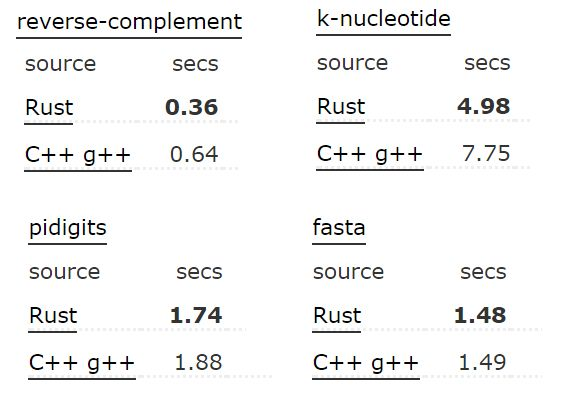 reverse-complement
source secs
Rust 0.36
C++ g++ 0.64
k-nucleotide
source secs
Rust 4.98
C++ g++ 7.75
pidigits
source secs
Rust 1.74
C++ g++ 1.88
fasta
source secs
Rust 1.48
C++ g++ 1.49